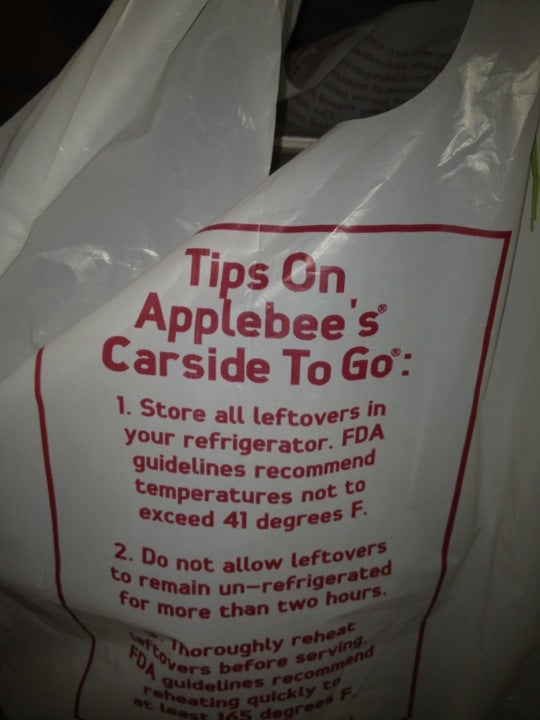 Tips On
Applebee's®
Carside To Go®:
1. Store all leftovers in
your refrigerator. FDA
guidelines recommend
temperatures not to
exceed 41 degrees F.
2. Do not allow leftovers
to remain un-refrigerated
for more than two hours.
3. Thoroughly reheat
leftovers before serving.
FDA guidelines recommend
reheating quickly to
at least 165 degrees F.